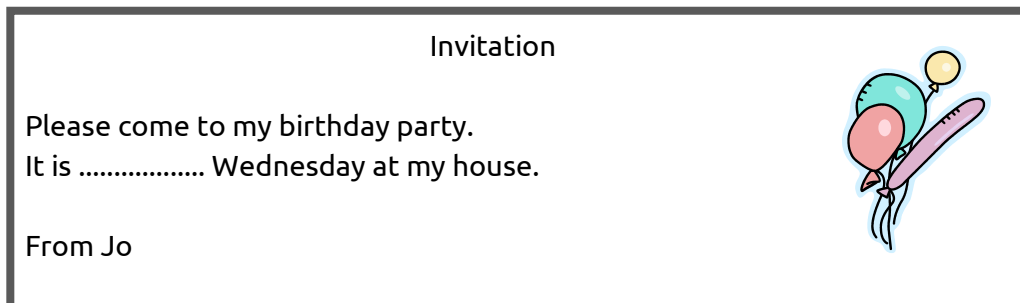 Invitation
Please come to my birthday party.
It is .................. Wednesday at my house.
From Jo